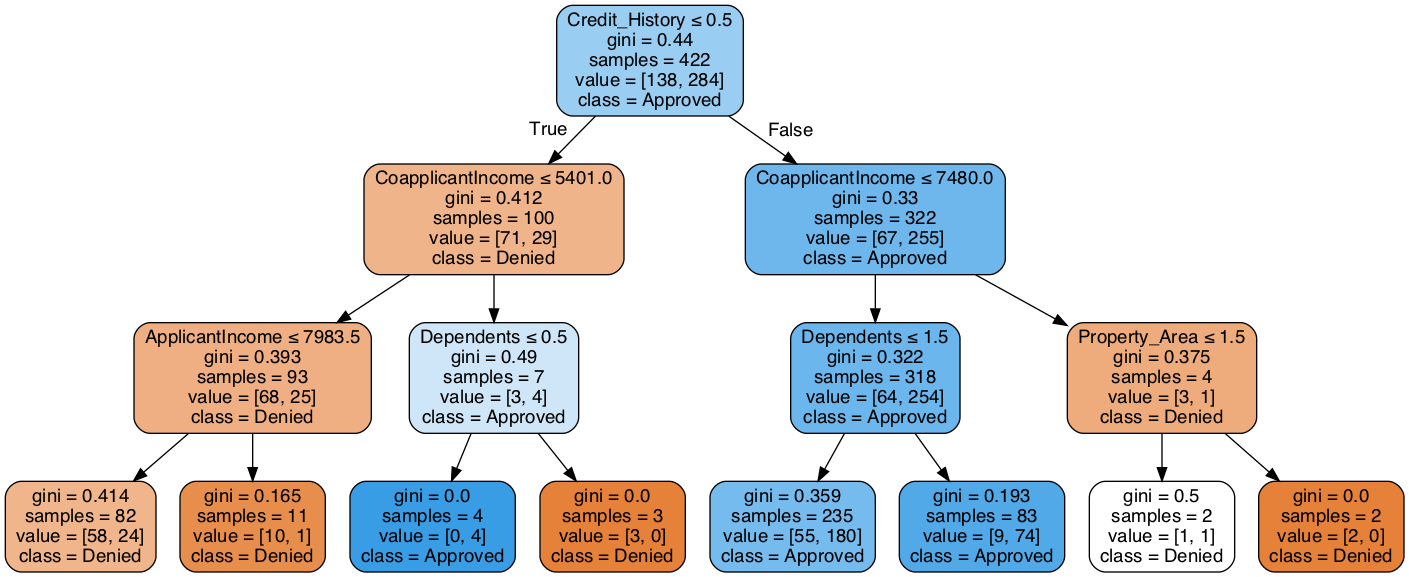 Credit_History ≤ 0.5
gini = 0.44
samples = 422
value = [138, 284]
class = Approved
True
False
CoapplicantIncome ≤ 5401.0
gini = 0.412
samples = 100
value = [71, 29]
class = Denied
CoapplicantIncome ≤ 7480.0
gini = 0.33
samples = 322
value = [67, 255]
class = Approved
ApplicantIncome ≤ 7983.5
gini = 0.393
samples = 93
value = [68, 25]
class = Denied
Dependents ≤ 0.5
gini = 0.49
samples = 7
value = [3, 4]
class = Approved
Dependents ≤ 1.5
gini = 0.322
samples = 318
value = [64, 254]
class = Approved
Property_Area ≤ 1.5
gini = 0.375
samples = 4
value = [3, 1]
class = Denied
gini = 0.414
samples = 82
value = [58, 24]
class = Denied
gini = 0.165
samples = 11
value = [10, 1]
class = Denied
gini = 0.0
samples = 4
value = [0, 4]
class = Approved
gini = 0.0
samples = 3
value = [3, 0]
class = Denied
gini = 0.359
samples = 235
value = [55, 180]
class = Approved
gini = 0.193
samples = 83
value = [9, 74]
class = Approved
gini = 0.5
samples = 2
value = [1, 1]
class = Denied
gini = 0.0
samples = 2
value = [2, 0]
class = Denied